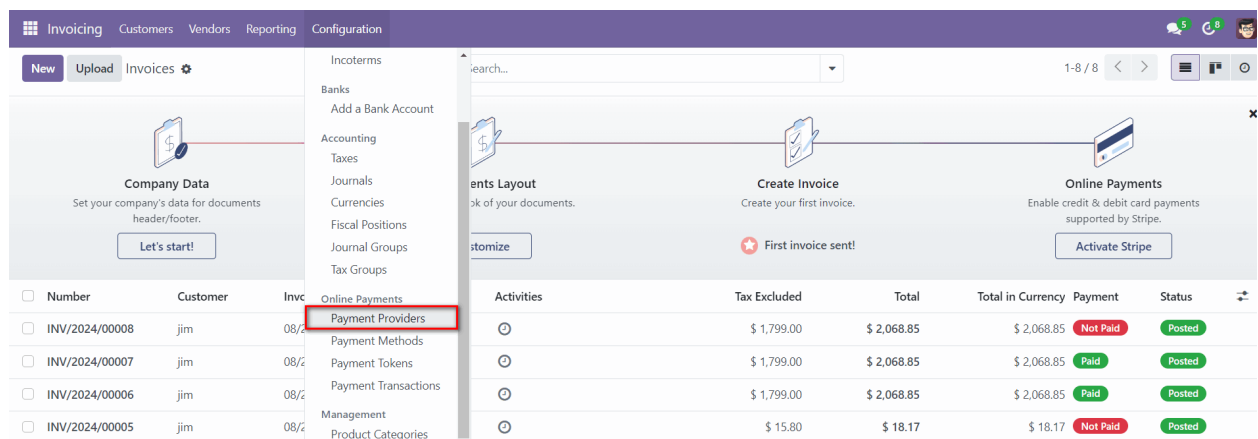 Invoicing Customers Vendors Reporting Configuration 5 8
New Upload Invoices Search... 1-8 / 8
Incoterms
Banks
Add a Bank Account
Accounting
Taxes
Journals
Currencies
Fiscal Positions
Journal Groups
Tax Groups
Online Payments
Payment Providers
Payment Methods
Payment Tokens
Payment Transactions
Management
Product Categories
Company Data
Set your company's data for documents
header/footer.
Let's start!
ents Layout
ok of your documents.
stomize
Create Invoice
Create your first invoice.
First invoice sent!
Online Payments
Enable credit & debit card payments
supported by Stripe.
Activate Stripe
Number Customer Invo Activities Tax Excluded Total Total in Currency Payment Status
INV/2024/00008 jim 08/2 $ 1,799.00 $ 2,068.85 $ 2,068.85 Not Paid Posted
INV/2024/00007 jim 08/2 $ 1,799.00 $ 2,068.85 $ 2,068.85 Paid Posted
INV/2024/00006 jim 08/2 $ 1,799.00 $ 2,068.85 $ 2,068.85 Paid Posted
INV/2024/00005 jim 08/2 $ 15.80 $ 18.17 $ 18.17 Not Paid Posted